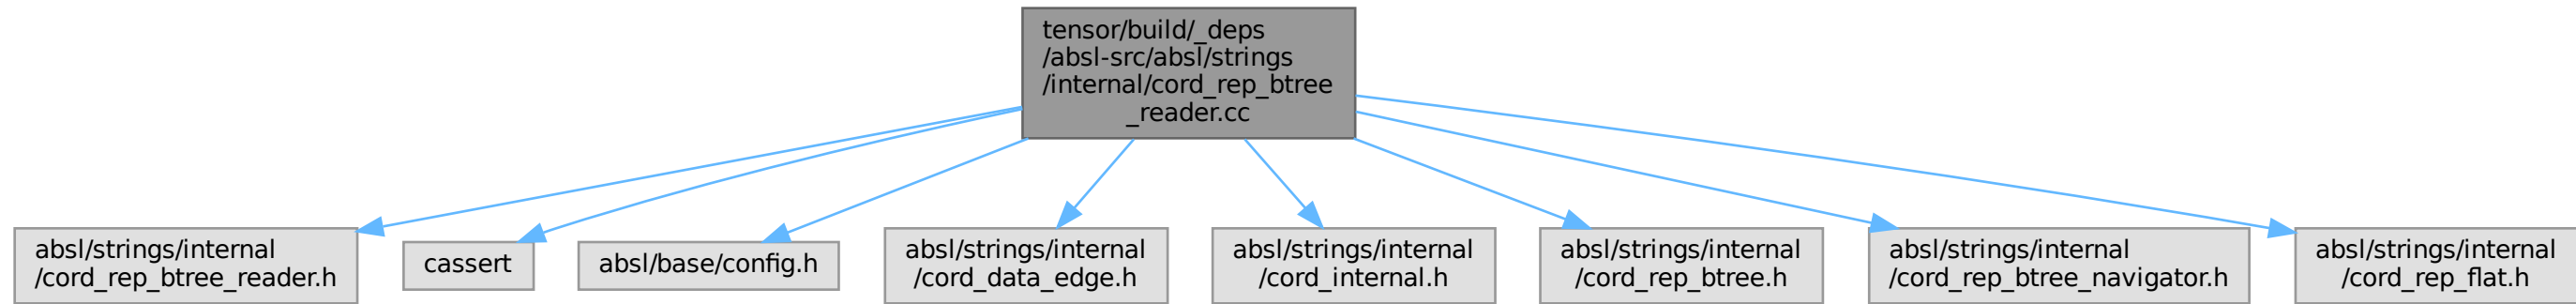 tensor/build/_deps
/absl-src/absl/strings
/internal/cord_rep_btree
_reader.cc
absl/strings/internal
/cord_rep_btree_reader.h
cassert
absl/base/config.h
absl/strings/internal
/cord_data_edge.h
absl/strings/internal
/cord_internal.h
absl/strings/internal
/cord_rep_btree.h
absl/strings/internal
/cord_rep_btree_navigator.h
absl/strings/internal
/cord_rep_flat.h